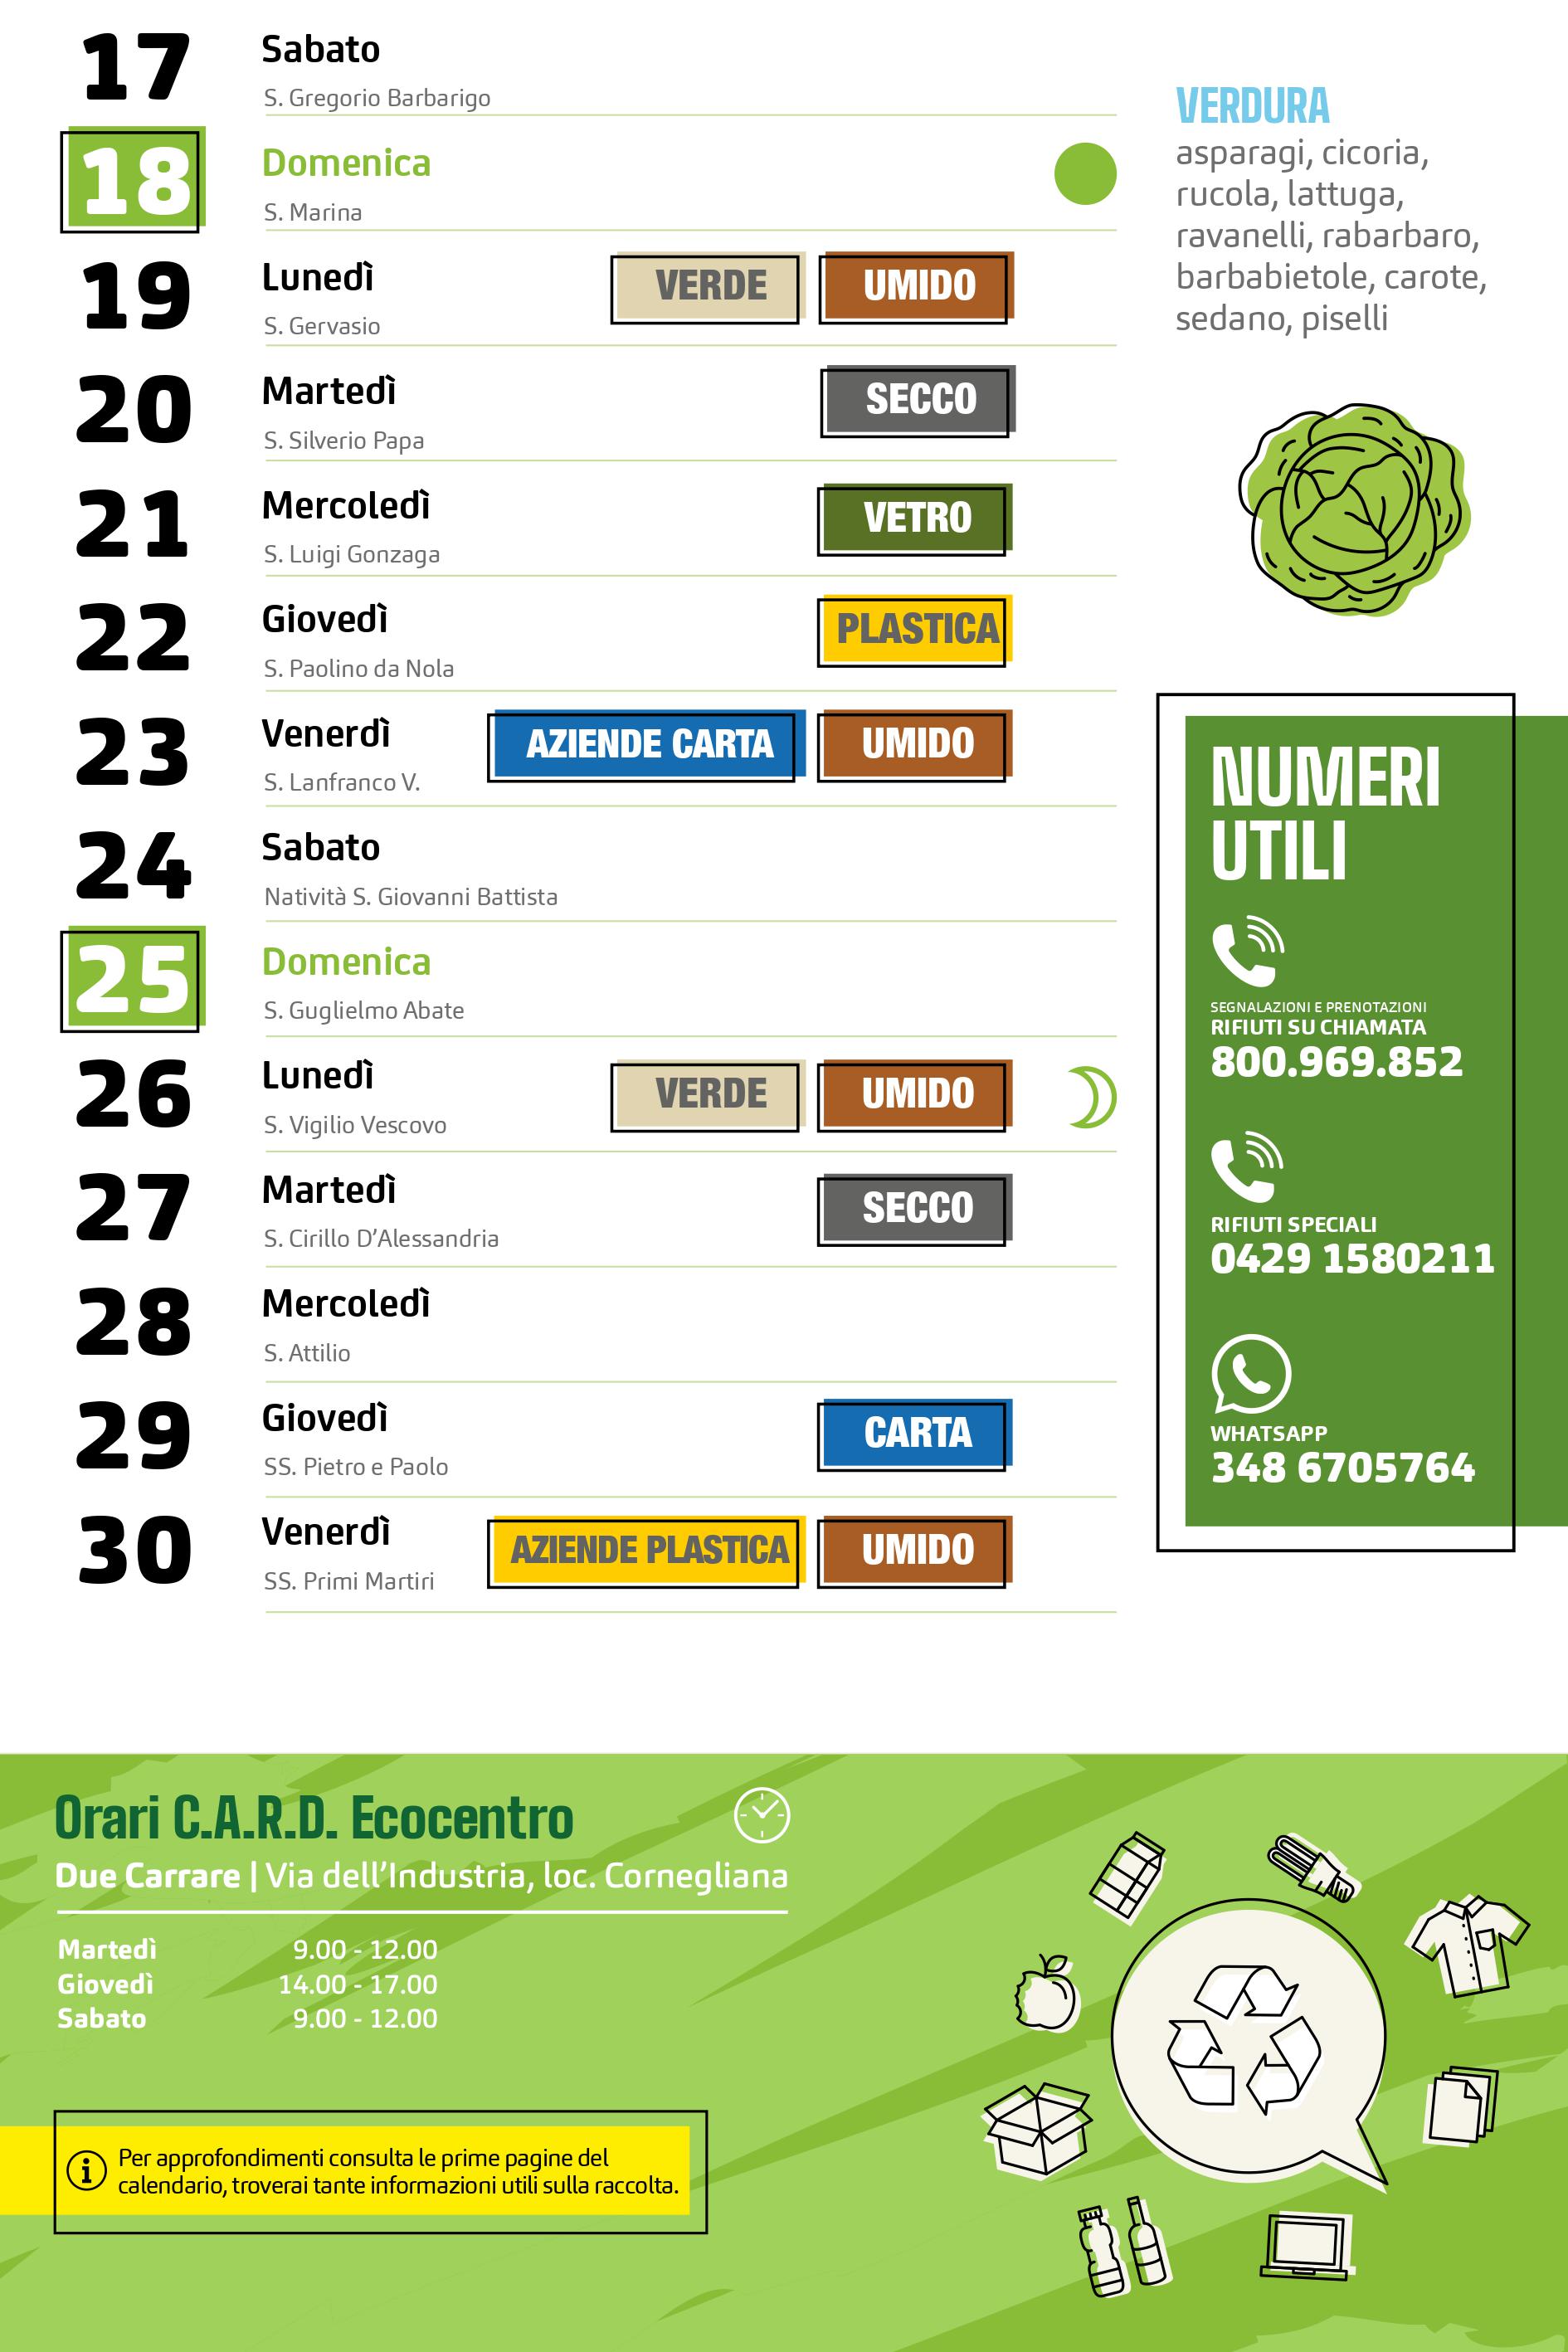 17
Sabato
S. Gregorio Barbarigo
18
Domenica
S. Marina
19
Lunedì
VERDE
UMIDO
S. Gervasio
20
Martedì
SECCO
S. Silverio Papa
21
Mercoledì
VETRO
S. Luigi Gonzaga
22
Giovedì
PLASTICA
S. Paolino da Nola
23
Venerdì
AZIENDE CARTA
UMIDO
S. Lanfranco V.
24
Sabato
Natività S. Giovanni Battista
25
Domenica
S. Guglielmo Abate
26
Lunedì
VERDE
UMIDO
S. Vigilio Vescovo
27
Martedì
SECCO
S. Cirillo D’Alessandria
28
Mercoledì
S. Attilio
29
Giovedì
CARTA
SS. Pietro e Paolo
30
Venerdì
AZIENDE PLASTICA
UMIDO
SS. Primi Martiri
VERDURA
asparagi, cicoria,
rucola, lattuga,
ravanelli, rabarbaro,
barbabietole, carote,
sedano, piselli
NUMERI
UTILI
SEGNALAZIONI E PRENOTAZIONI
RIFIUTI SU CHIAMATA
800.969.852
RIFIUTI SPECIALI
0429 1580211
WHATSAPP
348 6705764
Orari C.A.R.D. Ecocentro
Due Carrare | Via dell’Industria, loc. Cornegliana
Martedì 9.00 - 12.00
Giovedì 14.00 - 17.00
Sabato 9.00 - 12.00
i
Per approfondimenti consulta le prime pagine del
calendario, troverai tante informazioni utili sulla raccolta.